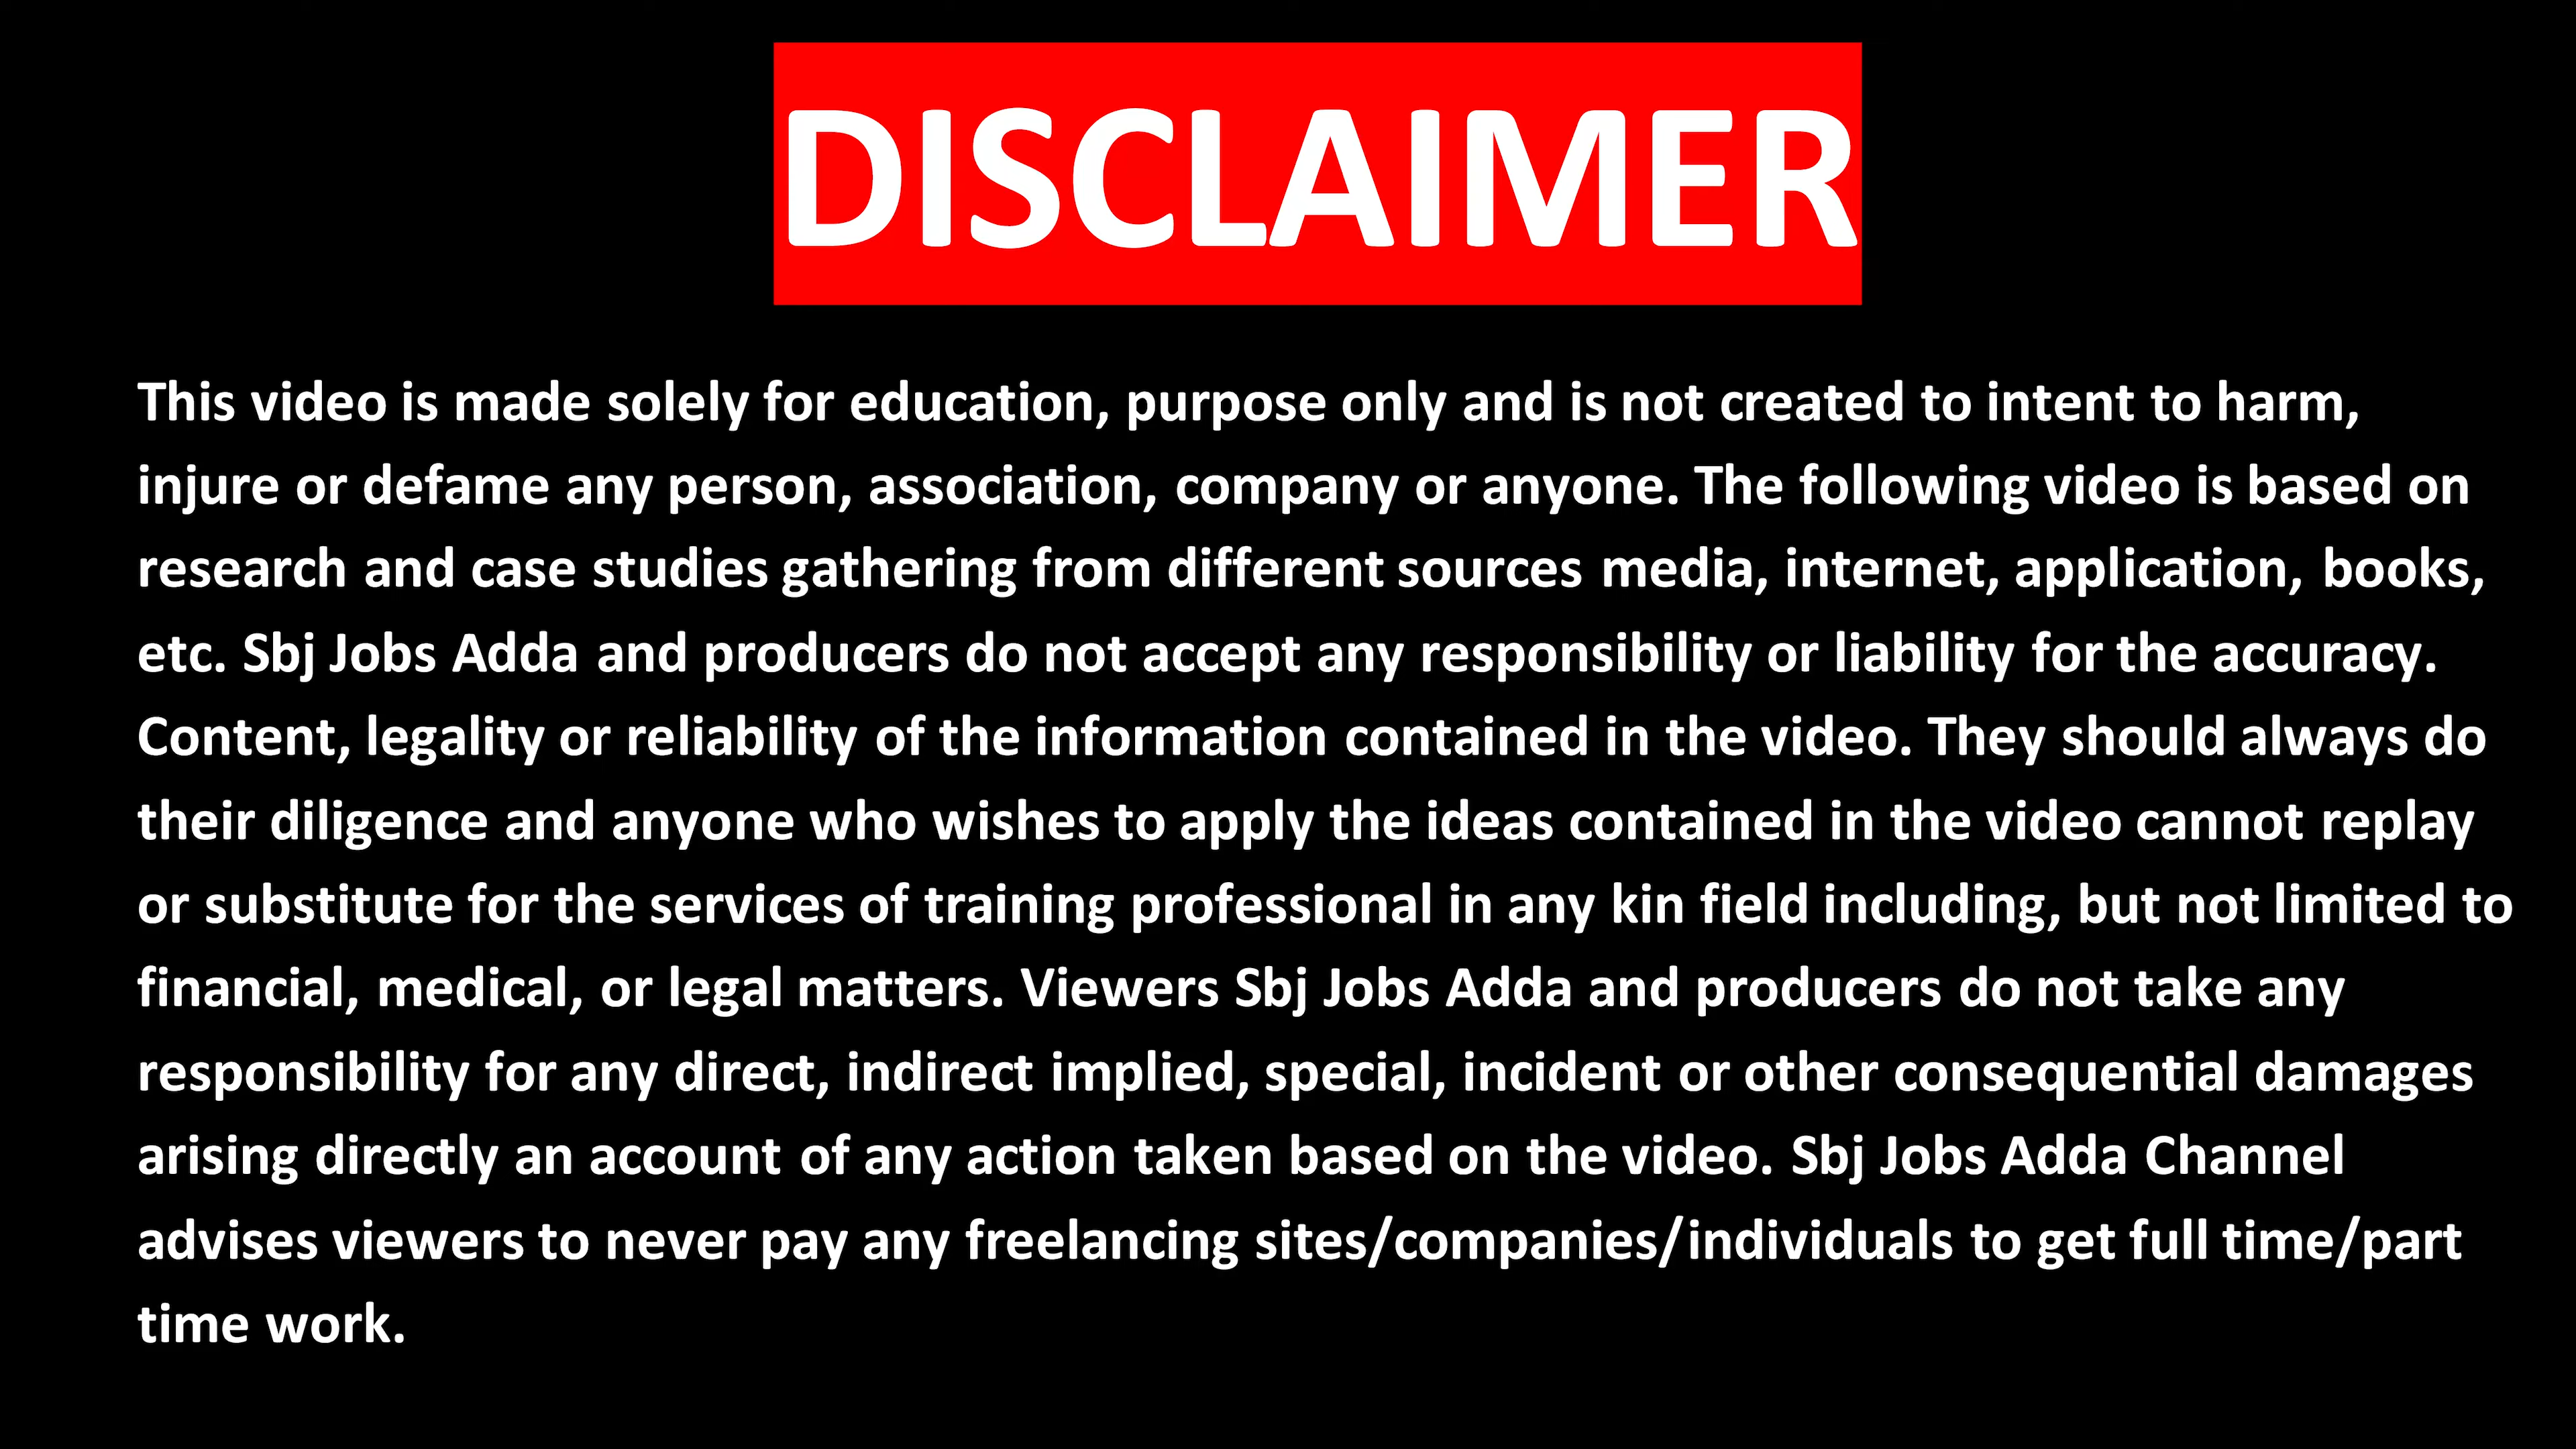 DISCLAIMER
This video is made solely for education, purpose only and is not created to intent to harm,
injure or defame any person, association, company or anyone. The following video is based on
research and case studies gathering from different sources media, internet, application, books,
etc. Sbj Jobs Adda and producers do not accept any responsibility or liability for the accuracy.
Content, legality or reliability of the information contained in the video. They should always do
their diligence and anyone who wishes to apply the ideas contained in the video cannot replay
or substitute for the services of training professional in any kin field including, but not limited to
financial, medical, or legal matters. Viewers Sbj Jobs Adda and producers do not take any
responsibility for any direct, indirect implied, special, incident or other consequential damages
arising directly an account of any action taken based on the video. Sbj Jobs Adda Channel
advises viewers to never pay any freelancing sites/companies/individuals to get full time/part
time work.